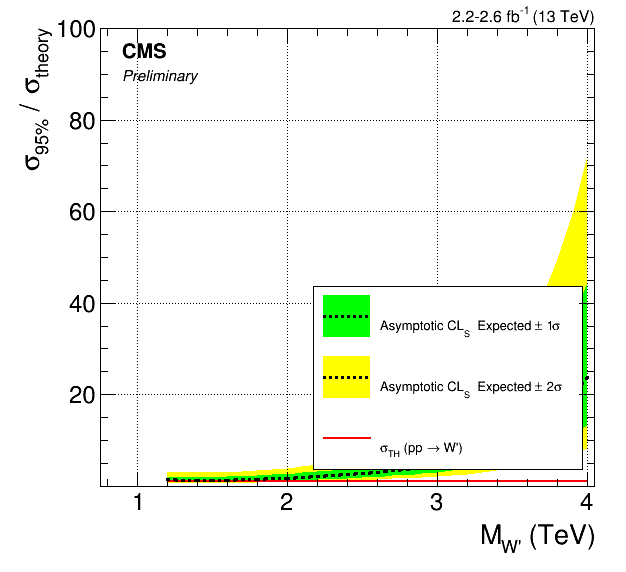 2.2-2.6 fb⁻¹ (13 TeV)
CMS
Preliminary
σ95% / σtheory
100
80
60
40
20
Asymptotic CLS Expected ± 1σ
Asymptotic CLS Expected ± 2σ
σTH (pp → W')
1 2 3 4
MW' (TeV)